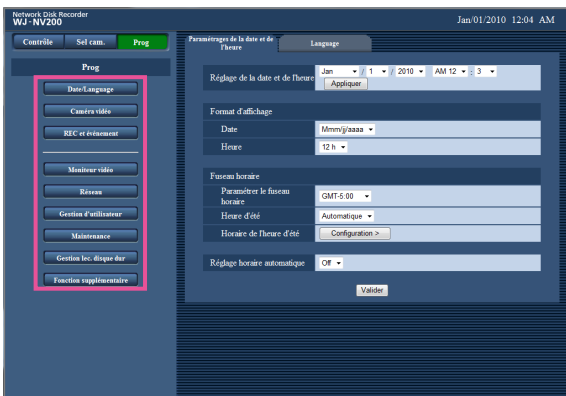 Network Disk Recorder
WJ-NV200
Jan/01/2010 12:04 AM
Contrôle Sel cam. Prog
Prog
Date/Language
Caméra vidéo
REC et événement
Moniteur vidéo
Réseau
Gestion d'utilisateur
Maintenance
Gestion lec. disque dur
Fonction supplémentaire
Paramétrages de la date et de
l'heure
Language
Réglage de la date et de l'heure Jan / 1 / 2010 AM 12 : 3
Appliquer
Format d'affichage
Date Mmm/jj/aaaa
Heure 12 h
Fuseau horaire
Paramétrer le fuseau
horaire GMT-5:00
Heure d'été Automatique
Horaire de l'heure d'été Configuration >
Réglage horaire automatique Off
Valider